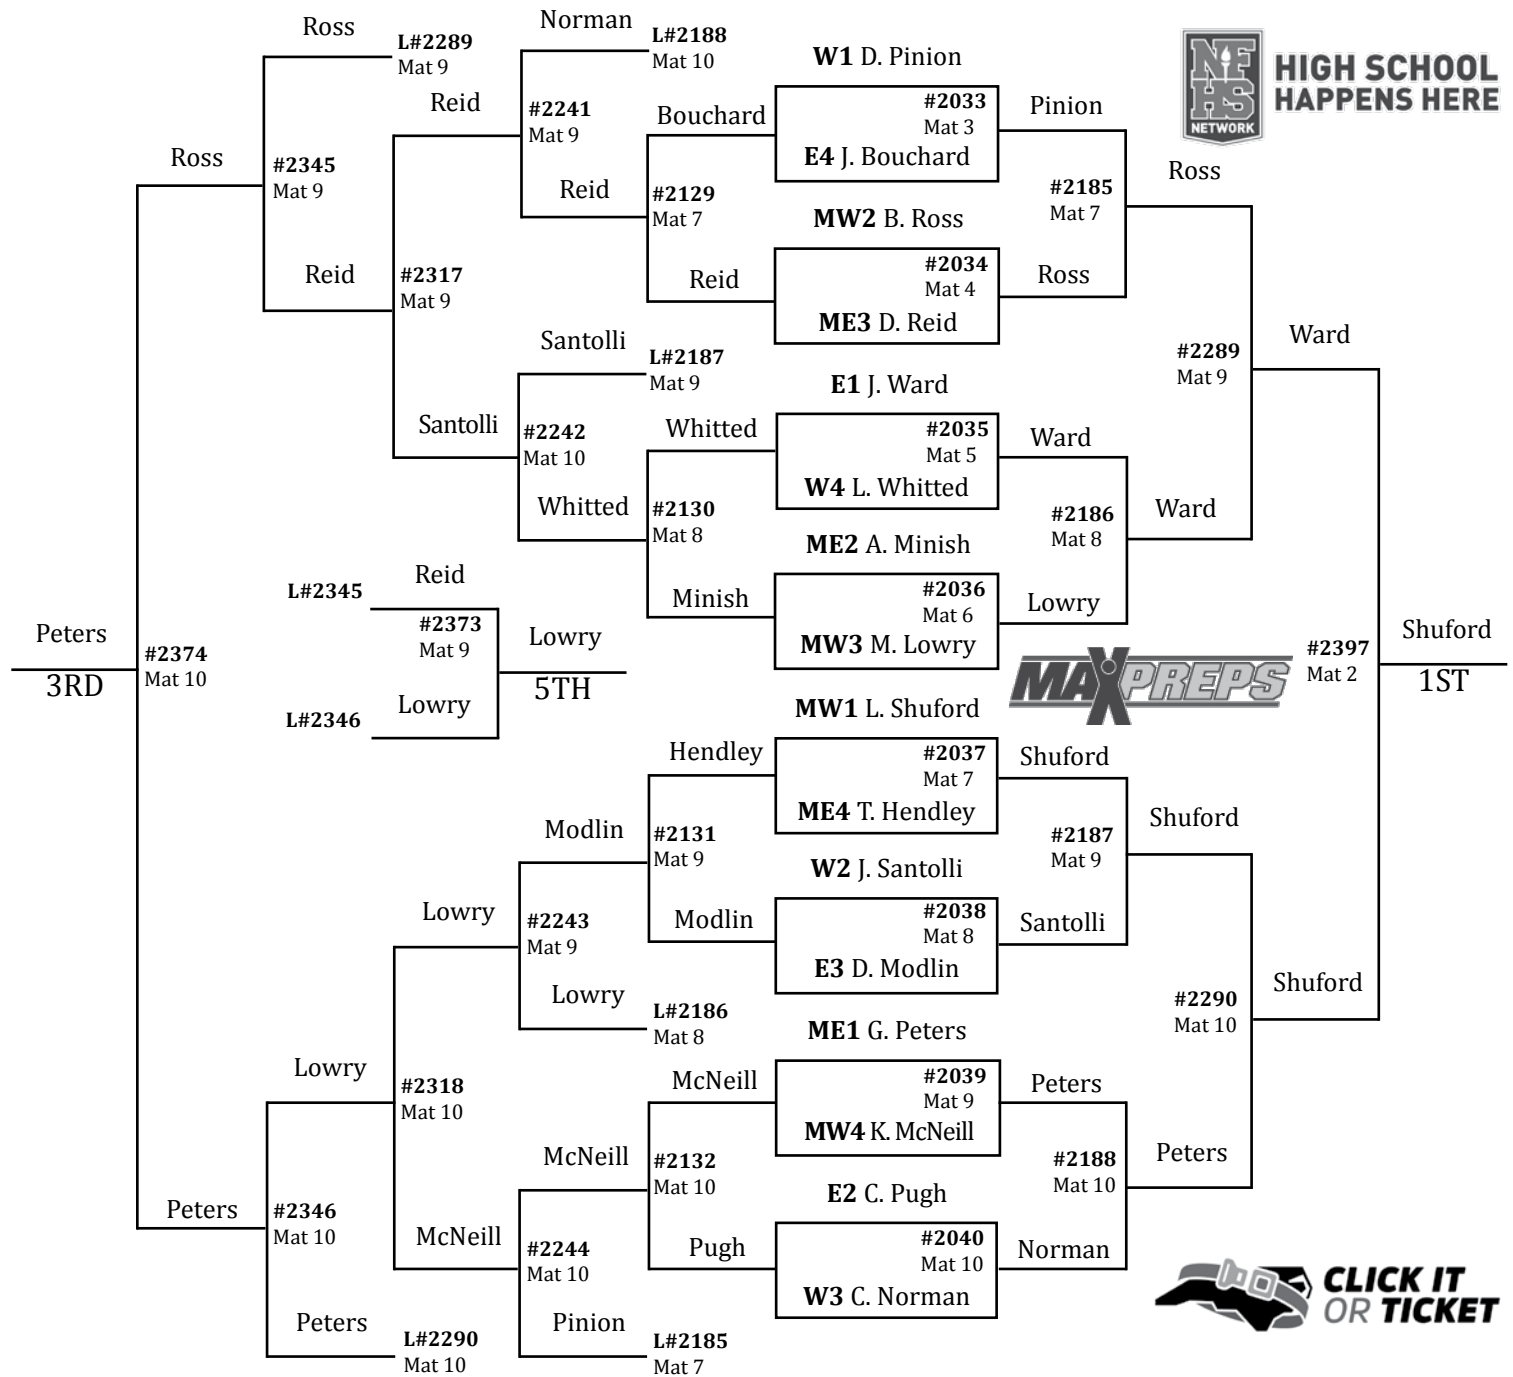 Ross
L#2289
Mat 9
Norman
L#2188
Mat 10
W1 D. Pinion
NF
HS
NETWORK
HIGH SCHOOL
HAPPENS HERE
Reid
#2241
Mat 9
Bouchard
#2033
Mat 3
Pinion
E4 J. Bouchard
Ross
#2345
Mat 9
Reid
#2129
Mat 7
#2185
Mat 7
Ross
MW2 B. Ross
Reid
#2317
Mat 9
Reid
#2034
Mat 4
Ross
ME3 D. Reid
Santolli
L#2187
Mat 9
#2289
Mat 9
Ward
E1 J. Ward
Santolli
#2242
Mat 10
Whitted
#2035
Mat 5
Ward
W4 L. Whitted
Whitted
#2130
Mat 8
#2186
Mat 8
Ward
ME2 A. Minish
L#2345
Reid
Minish
#2036
Mat 6
Lowry
MW3 M. Lowry
Peters
3RD
#2374
Mat 10
#2373
Mat 9
Lowry
5TH
MAXPREPS
#2397
Mat 2
Shuford
1ST
L#2346
Lowry
MW1 L. Shuford
Hendley
#2037
Mat 7
Shuford
ME4 T. Hendley
Modlin
#2131
Mat 9
#2187
Mat 9
Shuford
W2 J. Santolli
Lowry
#2243
Mat 9
Modlin
#2038
Mat 8
Santolli
E3 D. Modlin
Lowry
L#2186
Mat 8
#2290
Mat 10
Shuford
ME1 G. Peters
Lowry
#2318
Mat 10
McNeill
#2039
Mat 9
Peters
MW4 K. McNeill
McNeill
#2132
Mat 10
#2188
Mat 10
Peters
E2 C. Pugh
Peters
#2346
Mat 10
McNeill
#2244
Mat 10
Pugh
#2040
Mat 10
Norman
W3 C. Norman
Peters
L#2290
Mat 10
Pinion
L#2185
Mat 7
CLICK IT
OR TICKET